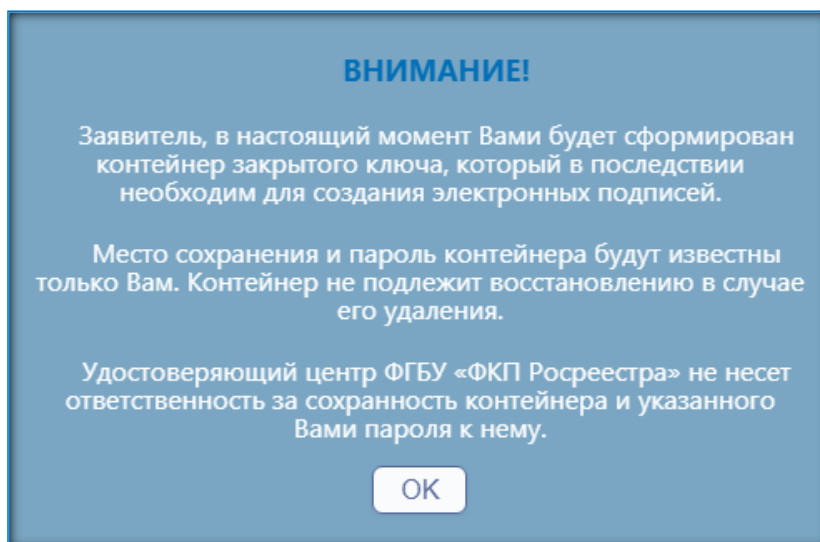 ВНИМАНИЕ!
Заявитель, в настоящий момент Вами будет сформирован
контейнер закрытого ключа, который в последствии
необходим для создания электронных подписей.
Место сохранения и пароль контейнера будут известны
только Вам. Контейнер не подлежит восстановлению в случае
его удаления.
Удостоверяющий центр ФГБУ «ФКП Росреестра» не несет
ответственность за сохранность контейнера и указанного
Вами пароля к нему.
OK